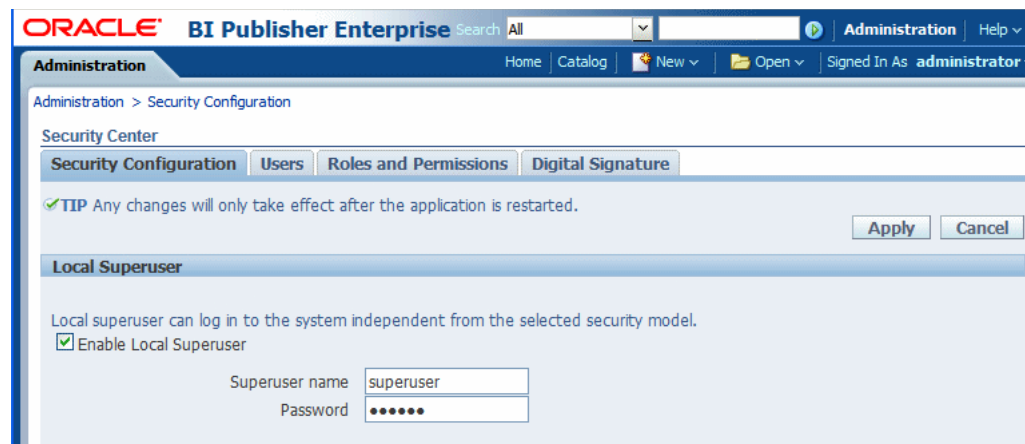 ORACLE BI Publisher Enterprise Search All Administration Help
Administration Home Catalog New Open Signed In As administrator
Administration > Security Configuration
Security Center
Security Configuration Users Roles and Permissions Digital Signature
TIP Any changes will only take effect after the application is restarted.
Apply Cancel
Local Superuser
Local superuser can log in to the system independent from the selected security model.
Enable Local Superuser
Superuser name superuser
Password ••••••